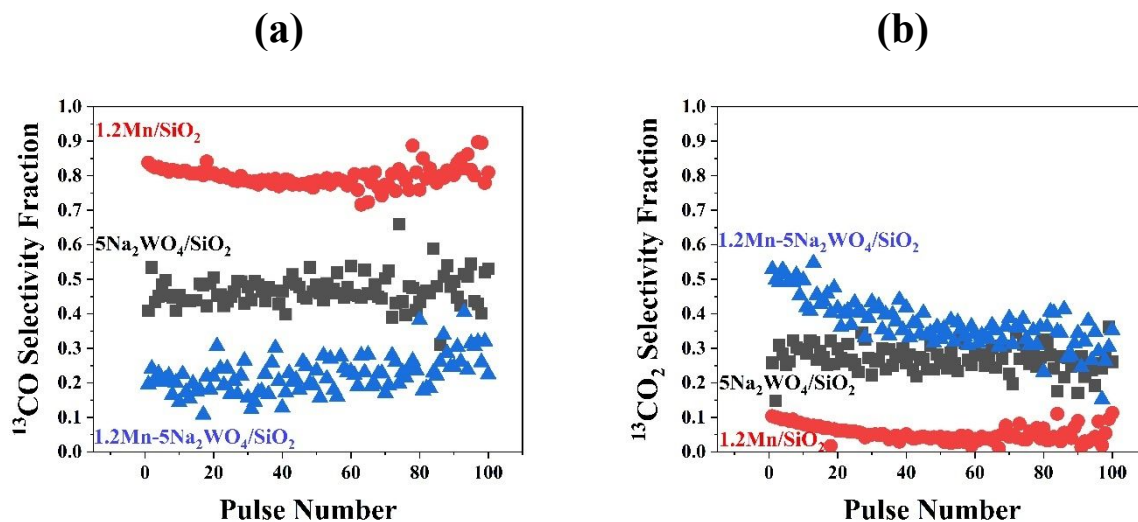 (a)
(b)
¹³CO Selectivity Fraction
1.0
0.9
0.8
0.7
0.6
0.5
0.4
0.3
0.2
0.1
0.0
1.2Mn/SiO₂
5Na₂WO₄/SiO₂
1.2Mn-5Na₂WO₄/SiO₂
0 20 40 60 80 100 120
Pulse Number
¹³CO₂ Selectivity Fraction
1.0
0.9
0.8
0.7
0.6
0.5
0.4
0.3
0.2
0.1
0.0
1.2Mn-5Na₂WO₄/SiO₂
5Na₂WO₄/SiO₂
1.2Mn/SiO₂
0 20 40 60 80 100 120
Pulse Number